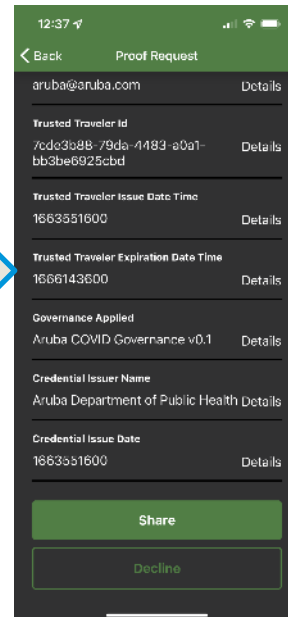 12:37
Back Proof Request
aruba@aruba.com Details
Trusted Traveler Id
7cde3b88-79da-4483-a0a1- Details
bb3be6925cbd
Trusted Traveler Issue Date Time
1663551600 Details
Trusted Traveler Expiration Date Time
1666143600 Details
Governance Applied
Aruba COVID Governance v0.1 Details
Credential Issuer Name
Aruba Department of Public Health Details
Credential Issue Date
1663551600 Details
Share
Decline